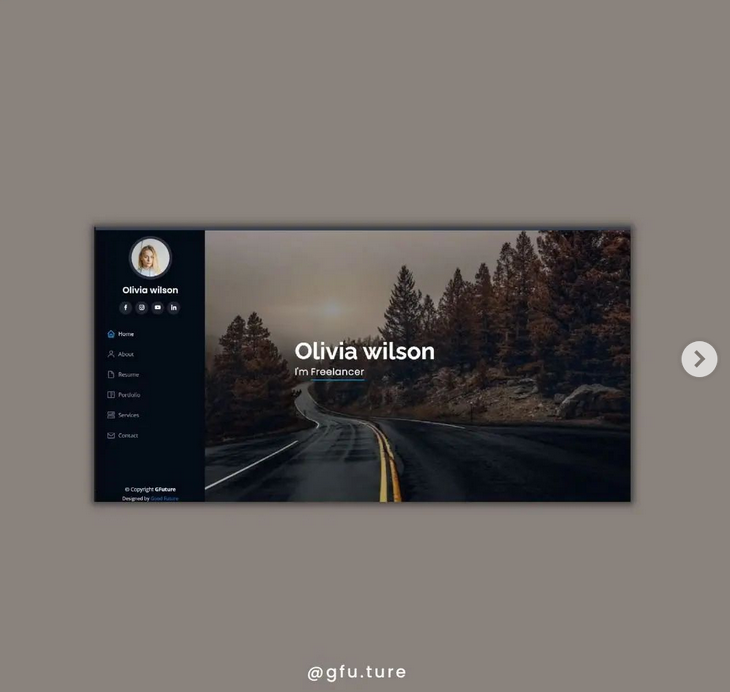 Olivia wilson
Home
About
Resume
Portfolio
Services
Contact
© Copyright GFuture
Designed by Good Future
Olivia wilson
I'm Freelancer
@gfu.ture